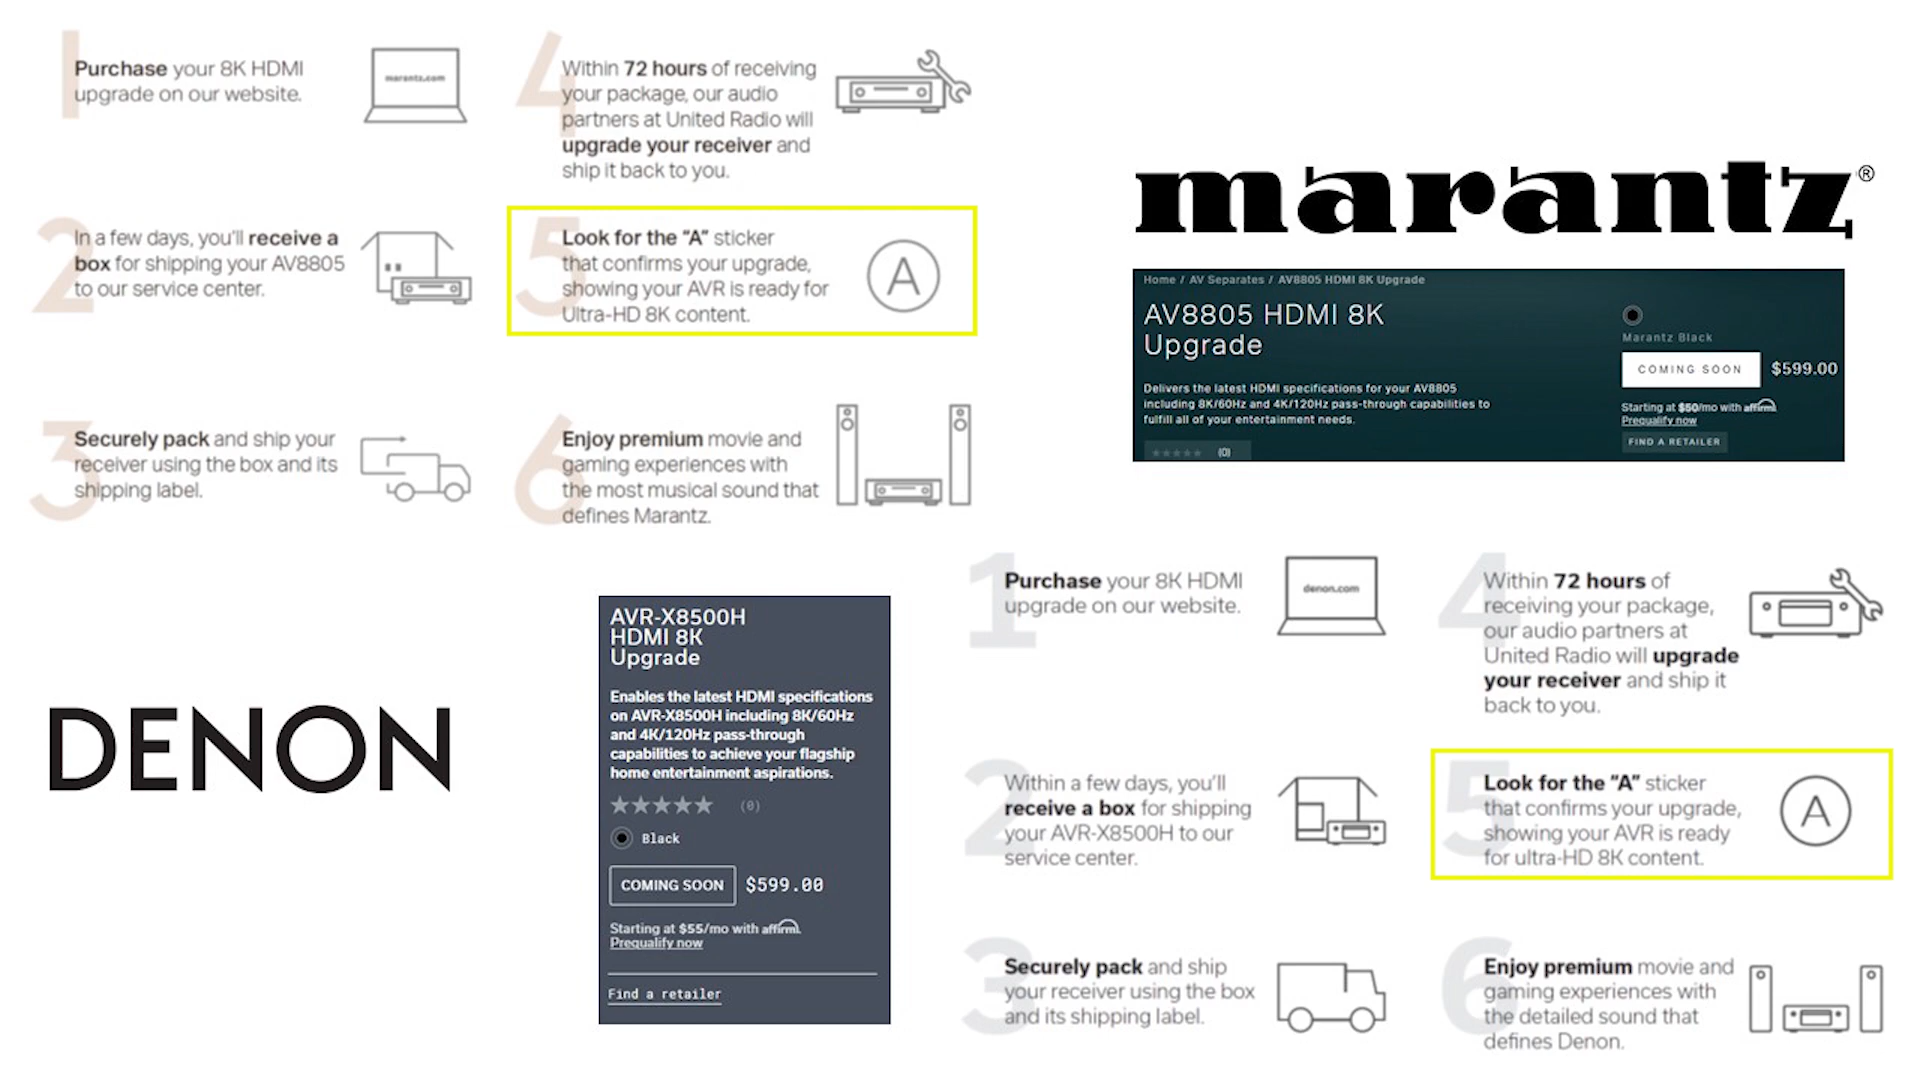 1
Purchase your 8K HDMI
upgrade on our website.
marantz.com
2
In a few days, you'll receive a
box for shipping your AV8805
to our service center.
3
Securely pack and ship your
receiver using the box and its
shipping label.
4
Within 72 hours of receiving
your package, our audio
partners at United Radio will
upgrade your receiver and
ship it back to you.
5
Look for the "A" sticker
that confirms your upgrade,
showing your AVR is ready for
Ultra-HD 8K content.
A
6
Enjoy premium movie and
gaming experiences with
the most musical sound that
defines Marantz.
marantz®
Home / AV Separates / AV8805 HDMI 8K Upgrade
AV8805 HDMI 8K
Upgrade
Delivers the latest HDMI specifications for your AV8805
including 8K/60Hz and 4K/120Hz pass-through capabilities to
fulfill all of your entertainment needs.
★★★★★ (0)
Marantz Black
COMING SOON $599.00
Starting at $50/mo with affirm
Prequalify now
FIND A RETAILER
DENON
AVR-X8500H
HDMI 8K
Upgrade
Enables the latest HDMI specifications
on AVR-X8500H including 8K/60Hz
and 4K/120Hz pass-through
capabilities to achieve your flagship
home entertainment aspirations.
★★★★★ (0)
Black
COMING SOON $599.00
Starting at $55/mo with affirm.
Prequalify now
Find a retailer
1
Purchase your 8K HDMI
upgrade on our website.
denon.com
2
Within a few days, you'll
receive a box for shipping
your AVR-X8500H to our
service center.
3
Securely pack and ship
your receiver using the box
and its shipping label.
4
Within 72 hours of
receiving your package,
our audio partners at
United Radio will upgrade
your receiver and ship it
back to you.
5
Look for the "A" sticker
that confirms your upgrade,
showing your AVR is ready
for ultra-HD 8K content.
A
6
Enjoy premium movie and
gaming experiences with
the detailed sound that
defines Denon.